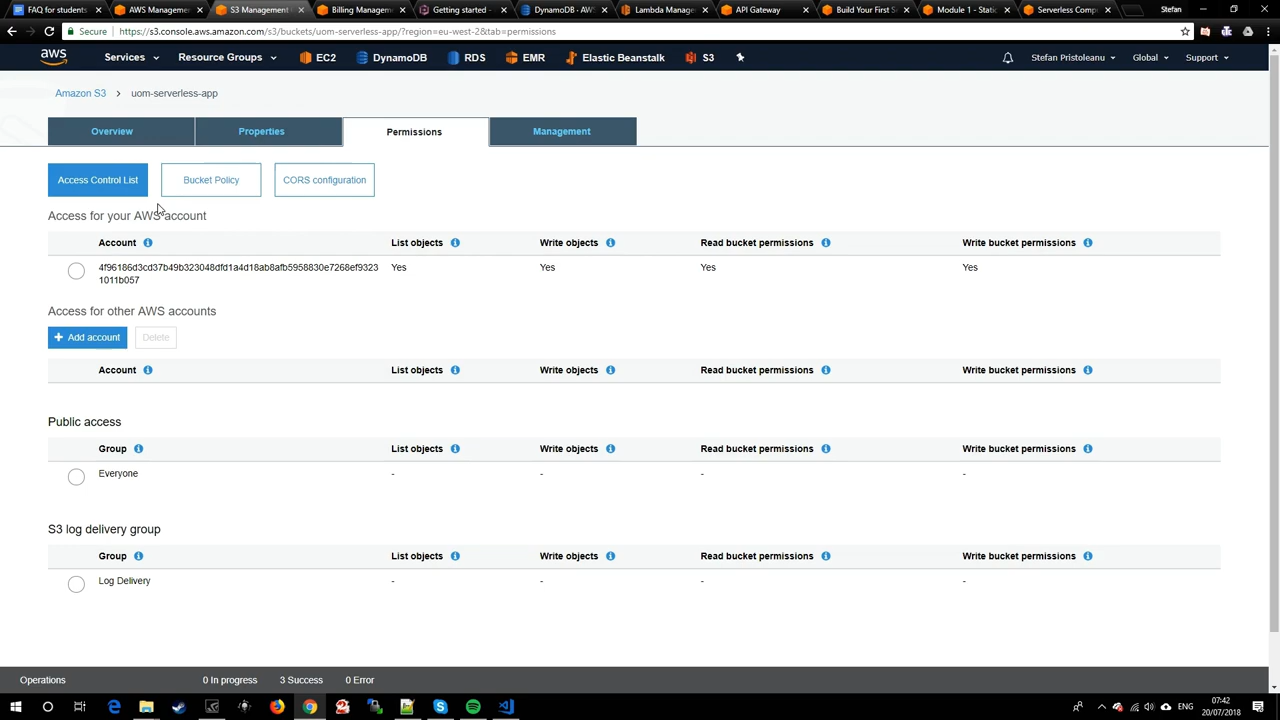 FAQ for students
AWS Managemen
S3 Management C
Billing Manageme
Getting started -
DynamoDB - AWS
Lambda Manage
API Gateway
Build Your First S
Module 1 - Stati
Serverless Comp
Stefan
Secure
https://s3.console.aws.amazon.com/s3/buckets/uom-serverless-app/?region=eu-west-2&tab=permissions
aws
Services
Resource Groups
EC2
DynamoDB
RDS
EMR
Elastic Beanstalk
S3
Stefan Pristoleanu
Global
Support
Amazon S3 > uom-serverless-app
Overview
Properties
Permissions
Management
Access Control List
Bucket Policy
CORS configuration
Access for your AWS account
Account List objects Write objects Read bucket permissions Write bucket permissions
4f96186d3cd37b49b323048dfd1a4d18ab8afb5958830e7268ef9323 Yes Yes Yes Yes
1011b057
Access for other AWS accounts
+ Add account
Delete
Account List objects Write objects Read bucket permissions Write bucket permissions
Public access
Group List objects Write objects Read bucket permissions Write bucket permissions
Everyone - - - -
S3 log delivery group
Group List objects Write objects Read bucket permissions Write bucket permissions
Log Delivery - - - -
Operations 0 In progress 3 Success 0 Error
ENG
07:42
20/07/2018